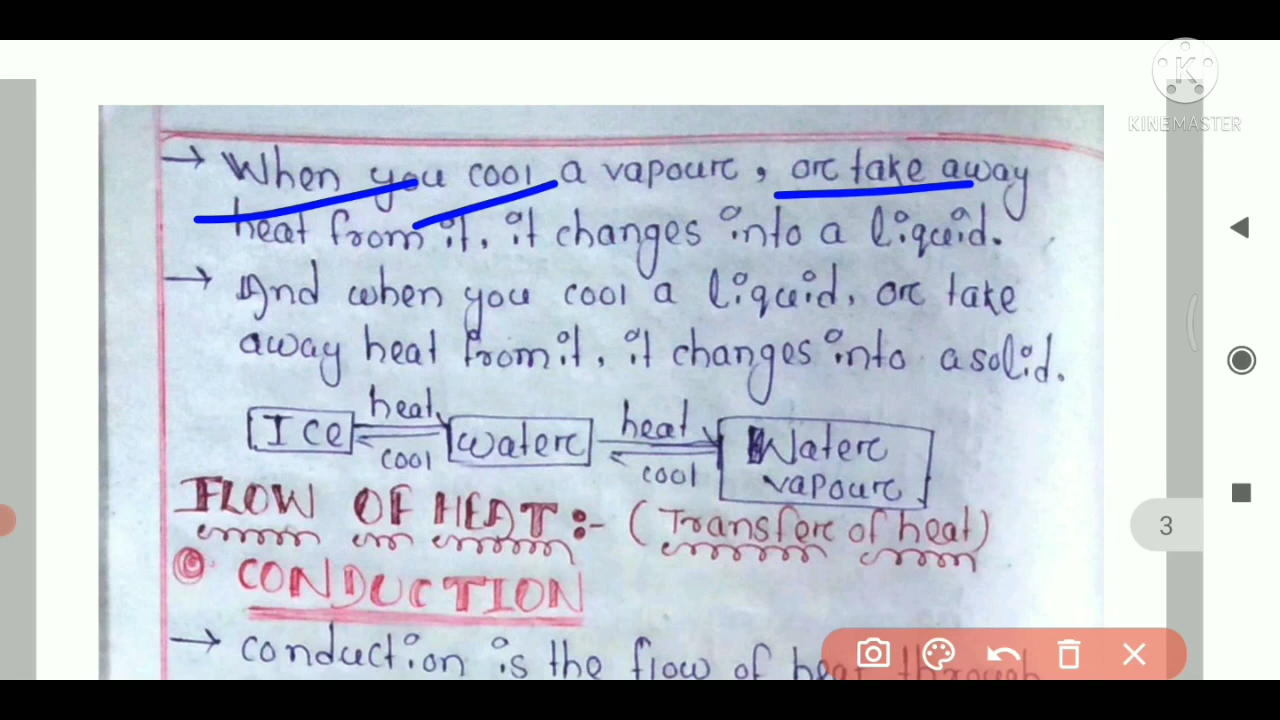 KINEMASTER
→ When you cool a vapour, or take away
heat from it, it changes into a liquid.
→ And when you cool a liquid, or take
away heat from it, it changes into a solid.
Ice heat cool water heat cool Water vapour
FLOW OF HEAT :- (Transfer of heat)
CONDUCTION
→ conduction is the flow of heat through
3